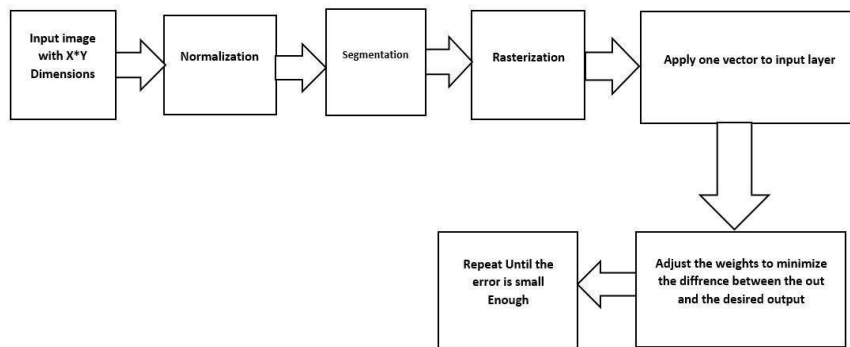 Input image
with X*Y
Dimensions
Normalization
Segmentation
Rasterization
Apply one vector to input layer
Adjust the weights to minimize
the diffrence between the out
and the desired output
Repeat Until the
error is small
Enough